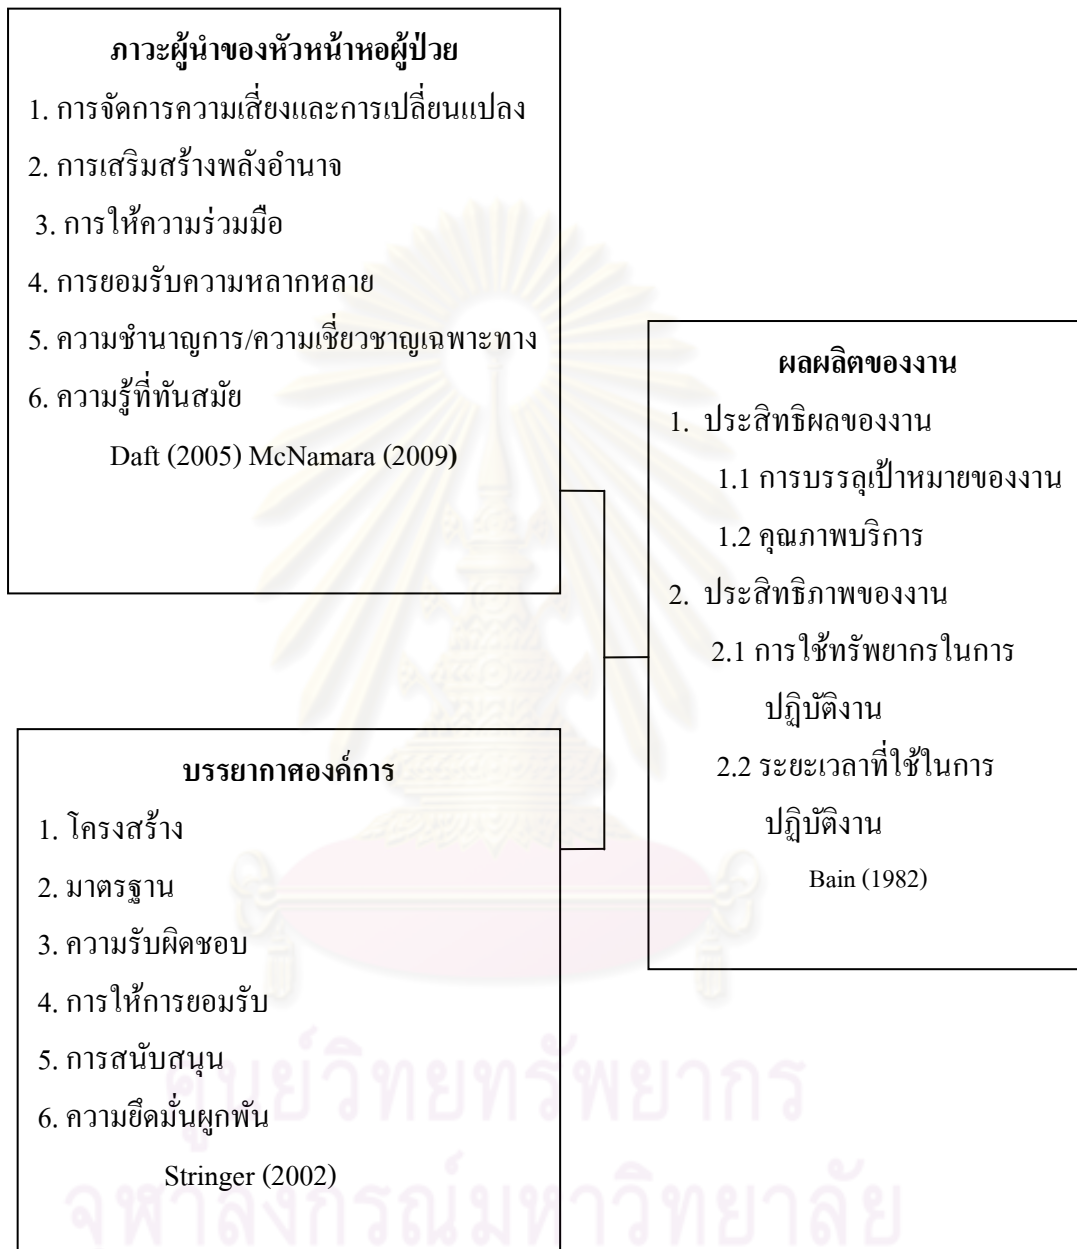 ภาวะผู้นำของหัวหน้าหอผู้ป่วย
1. การจัดการความเสี่ยงและการเปลี่ยนแปลง
2. การเสริมสร้างพลังอำนาจ
3. การให้ความร่วมมือ
4. การยอมรับความหลากหลาย
5. ความชำนาญการ/ความเชี่ยวชาญเฉพาะทาง
6. ความรู้ที่ทันสมัย
Daft (2005) McNamara (2009)
ผลผลิตของงาน
1. ประสิทธิผลของงาน
1.1 การบรรลุเป้าหมายของงาน
1.2 คุณภาพบริการ
2. ประสิทธิภาพของงาน
2.1 การใช้ทรัพยากรในการ
ปฏิบัติงาน
2.2 ระยะเวลาที่ใช้ในการ
ปฏิบัติงาน
Bain (1982)
บรรยากาศองค์การ
1. โครงสร้าง
2. มาตรฐาน
3. ความรับผิดชอบ
4. การให้การยอมรับ
5. การสนับสนุน
6. ความยึดมั่นผูกพัน
Stringer (2002)
ศูนย์วิทยทรัพยากร
จุฬาลงกรณ์มหาวิทยาลัย